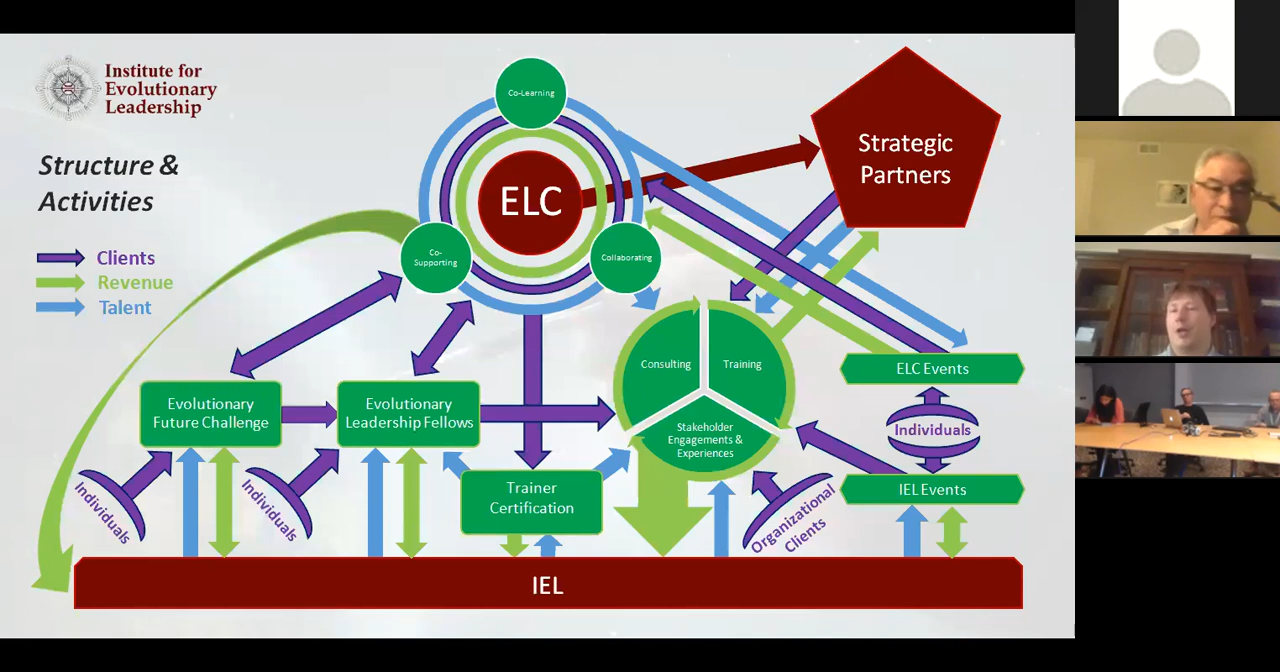 Institute for
Evolutionary
Leadership
Structure &
Activities
Clients
Revenue
Talent
Co-Learning
ELC
Co-
Supporting
Collaborating
Strategic
Partners
Consulting
Training
Stakeholder
Engagements &
Experiences
ELC Events
Individuals
IEL Events
Evolutionary
Future Challenge
Evolutionary
Leadership Fellows
Trainer
Certification
Individuals
Individuals
Organizational
Clients
IEL